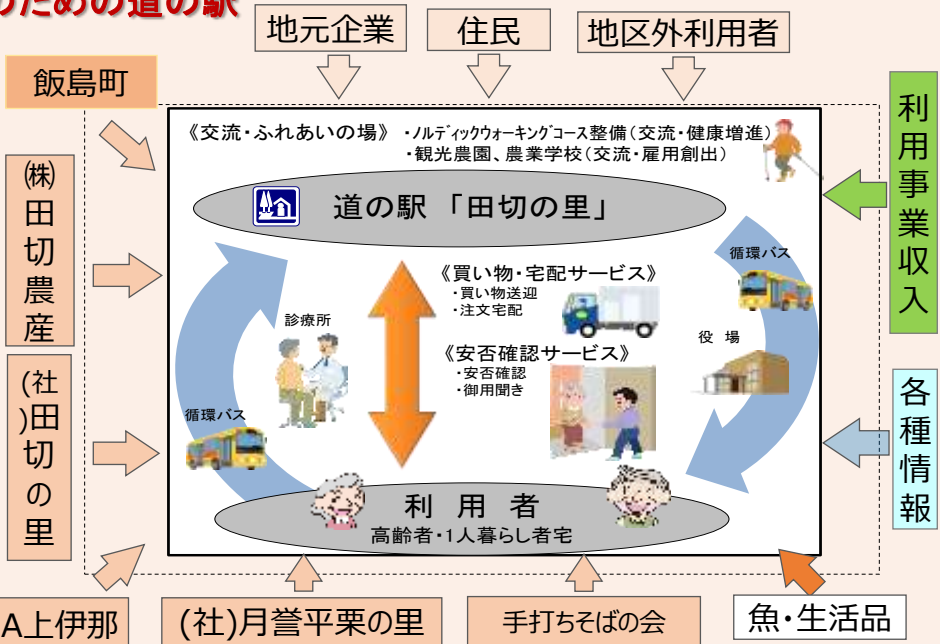 のための道の駅
地元企業
住民
地区外利用者
飯島町
《交流・ふれあいの場》 ・ノルディックウォーキングコース整備(交流・健康増進)
・観光農園、農業学校(交流・雇用創出)
道の駅 「田切の里」
㈱田切農産
(社)田切の里
利用事業収入
各種情報
循環バス
《買い物・宅配サービス》
・買い物送迎
・注文宅配
診療所
役 場
《安否確認サービス》
・安否確認
・御用聞き
循環バス
利 用 者
高齢者・1人暮らし者宅
A上伊那
(社)月誉平栗の里
手打ちそばの会
魚・生活品